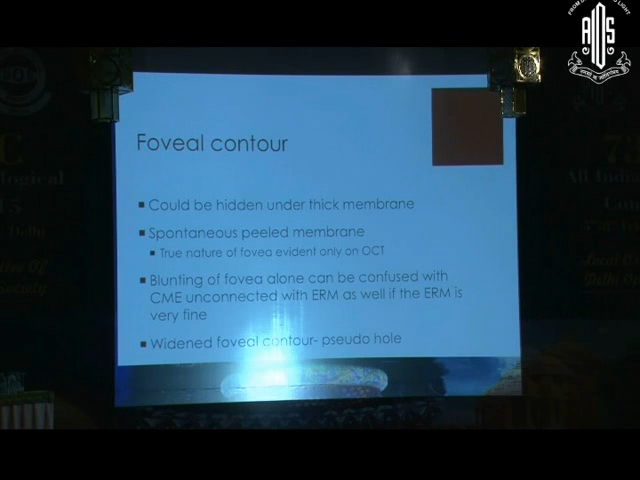 AIOS
Foveal contour
Could be hidden under thick membrane
Spontaneous peeled membrane
True nature of fovea evident only on OCT
Blunting of fovea alone can be confused with
CME unconnected with ERM as well if the ERM is
very fine
Widened foveal contour- pseudo hole